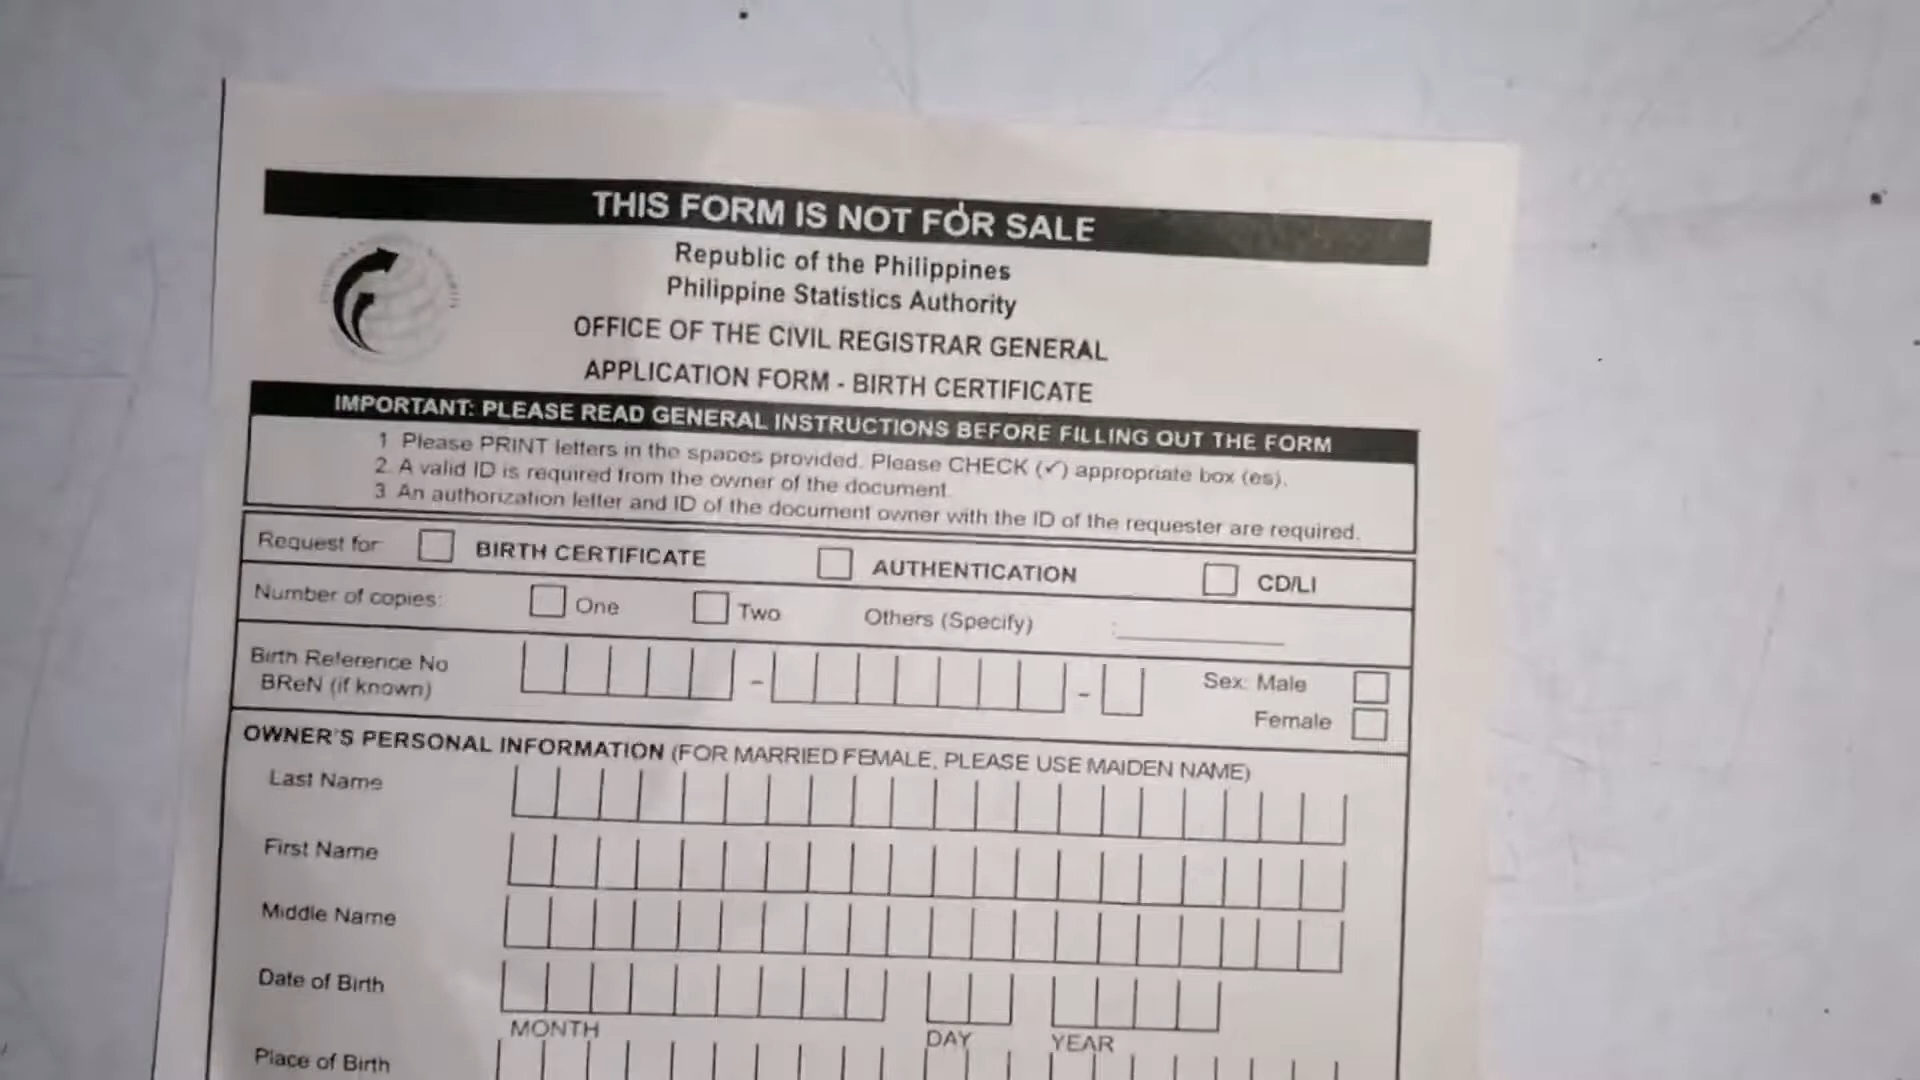 THIS FORM IS NOT FOR SALE
Republic of the Philippines
Philippine Statistics Authority
OFFICE OF THE CIVIL REGISTRAR GENERAL
APPLICATION FORM - BIRTH CERTIFICATE
IMPORTANT: PLEASE READ GENERAL INSTRUCTIONS BEFORE FILLING OUT THE FORM
1 Please PRINT letters in the spaces provided. Please CHECK (✓) appropriate box (es).
2. A valid ID is required from the owner of the document.
3 An authorization letter and ID of the document owner with the ID of the requester are required.
Request for: BIRTH CERTIFICATE AUTHENTICATION CD/LI
Number of copies: One Two Others (Specify) :
Birth Reference No Sex: Male
BReN (if known) - - Female
OWNER'S PERSONAL INFORMATION (FOR MARRIED FEMALE, PLEASE USE MAIDEN NAME)
Last Name
First Name
Middle Name
Date of Birth
MONTH DAY YEAR
Place of Birth